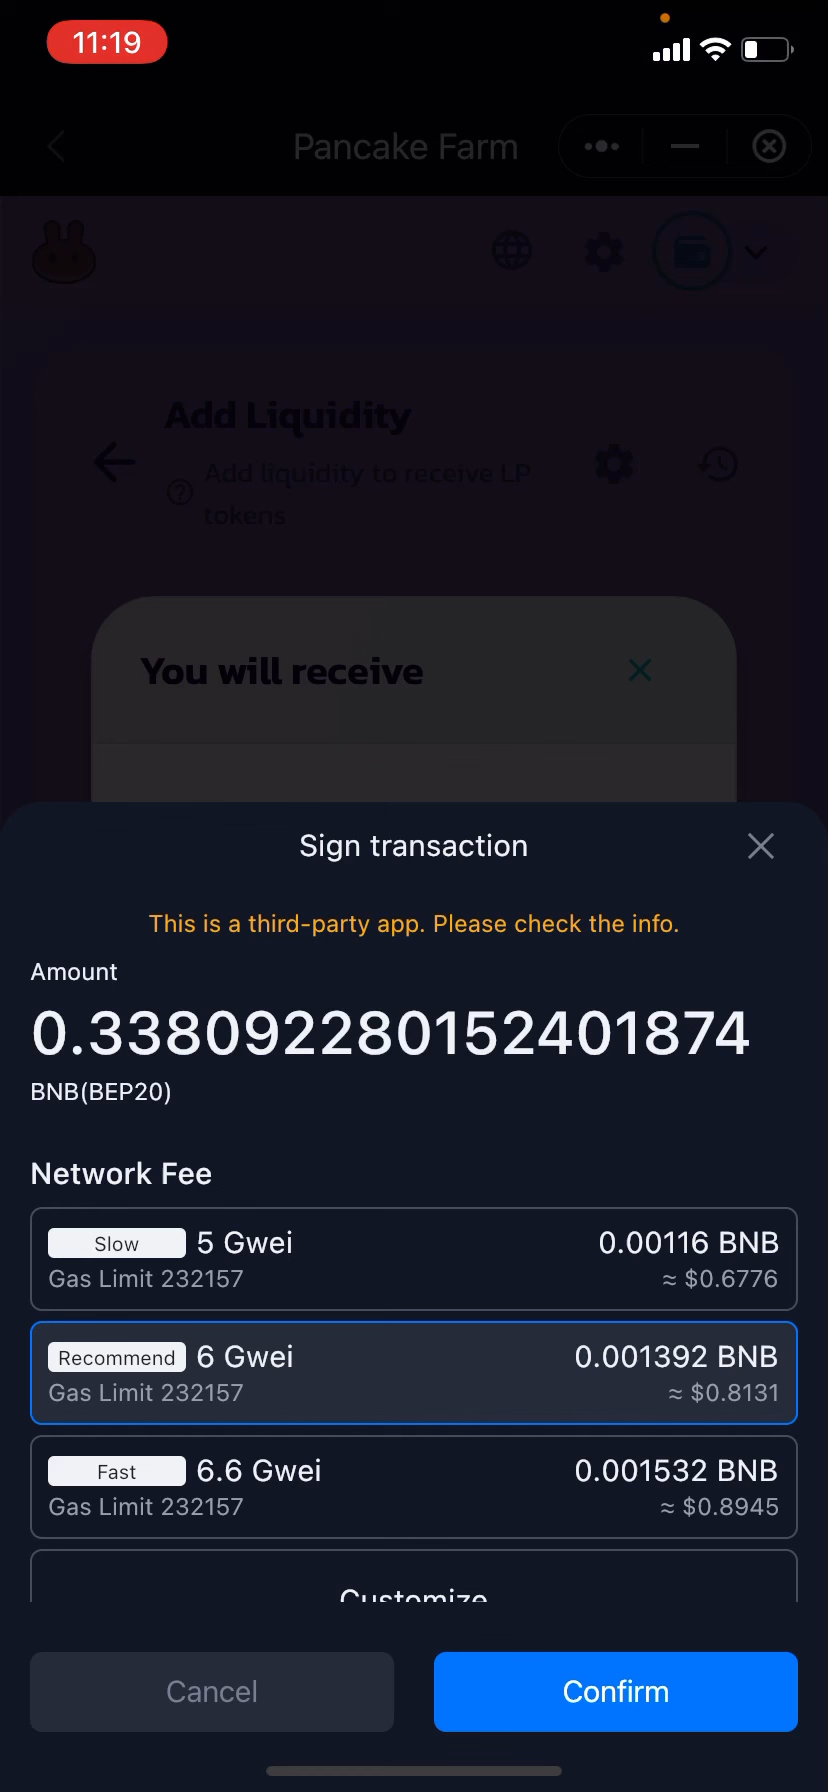 11:19
Pancake Farm
Add Liquidity
Add liquidity to receive LP
tokens
You will receive
Sign transaction
This is a third-party app. Please check the info.
Amount
0.3380922280152401874
BNB(BEP20)
Network Fee
Slow 5 Gwei 0.00116 BNB
Gas Limit 232157 ≈ $0.6776
Recommend 6 Gwei 0.001392 BNB
Gas Limit 232157 ≈ $0.8131
Fast 6.6 Gwei 0.001532 BNB
Gas Limit 232157 ≈ $0.8945
Customize
Cancel Confirm